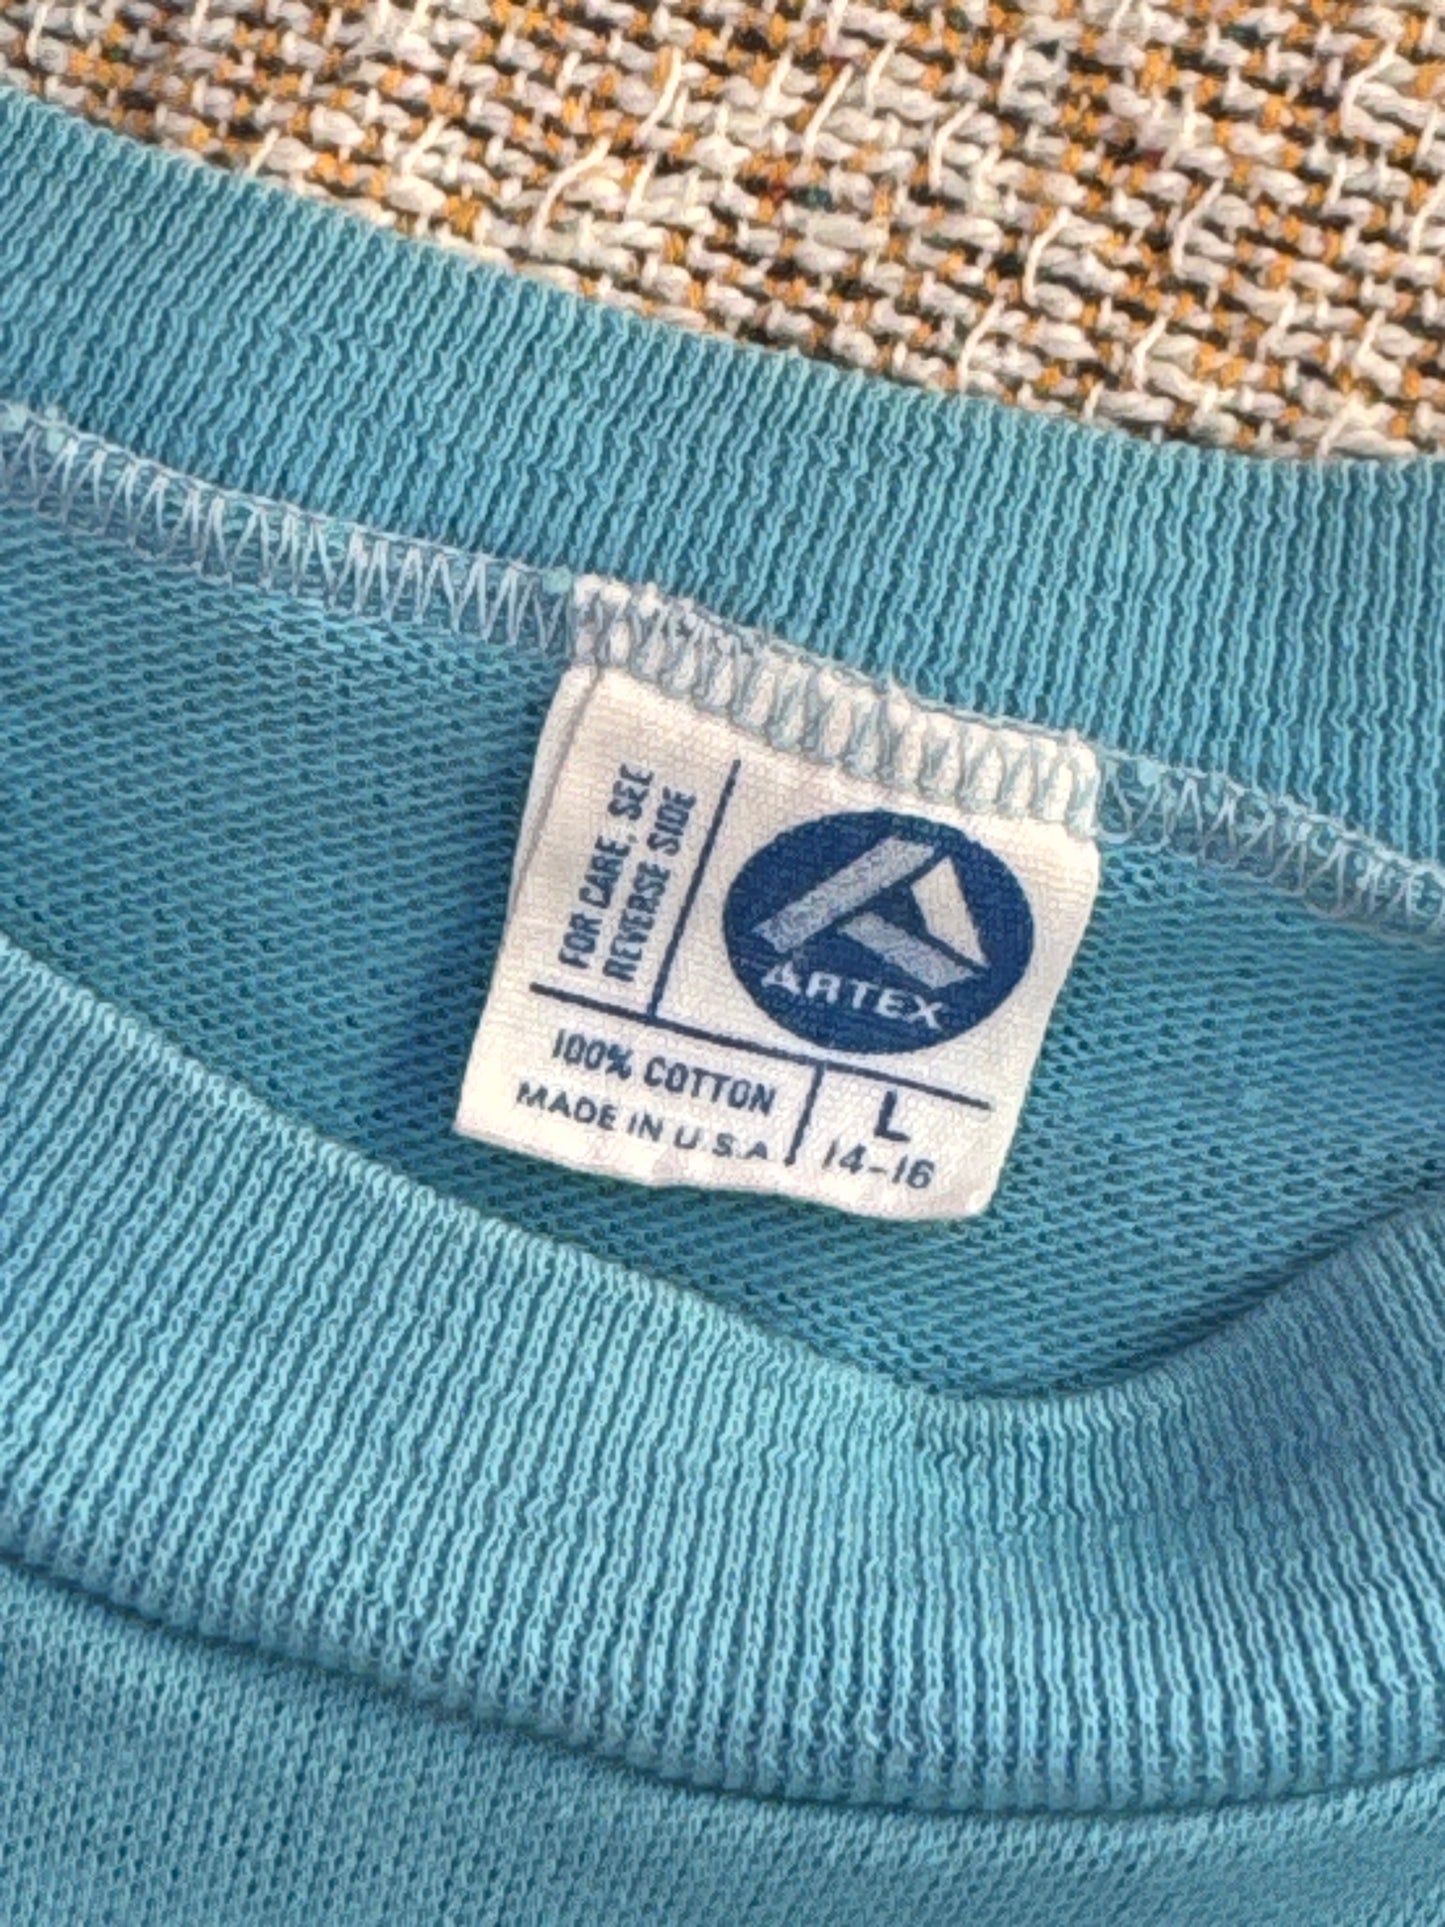 FOR CARE, SEE
REVERSE SIDE
ARTEX
100% COTTON
MADE IN U.S.A.
L
14-16